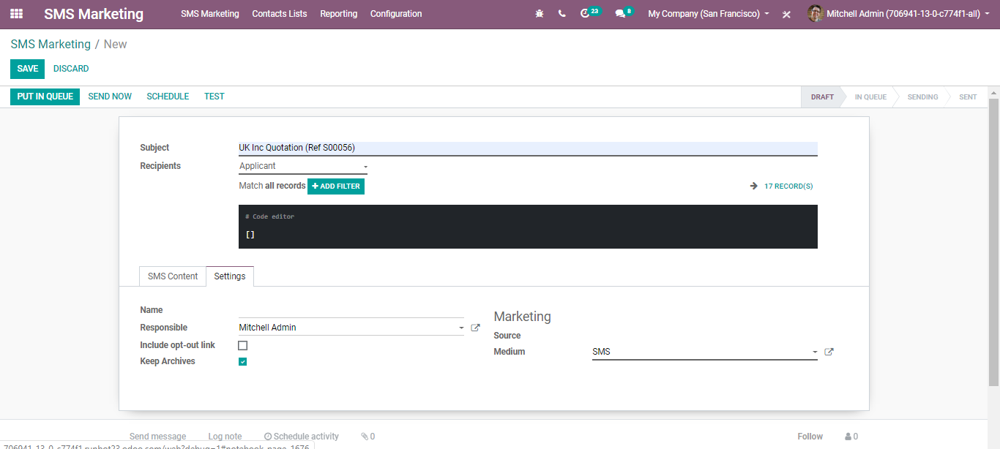 SMS Marketing SMS Marketing Contacts Lists Reporting Configuration 23 8 My Company (San Francisco) Mitchell Admin (706941-13-0-c774f1-all)
SMS Marketing / New
SAVE DISCARD
PUT IN QUEUE SEND NOW SCHEDULE TEST DRAFT IN QUEUE SENDING SENT
Subject UK Inc Quotation (Ref S00056)
Recipients Applicant
Match all records + ADD FILTER 17 RECORD(S)
# Code editor
[]
SMS Content Settings
Name
Responsible Mitchell Admin
Include opt-out link
Keep Archives
Marketing
Source
Medium SMS
Send message Log note Schedule activity 0 Follow 0
706941-13-0-c774f1.runbot23.odoo.com/web?debug=1#notebook_page_1676